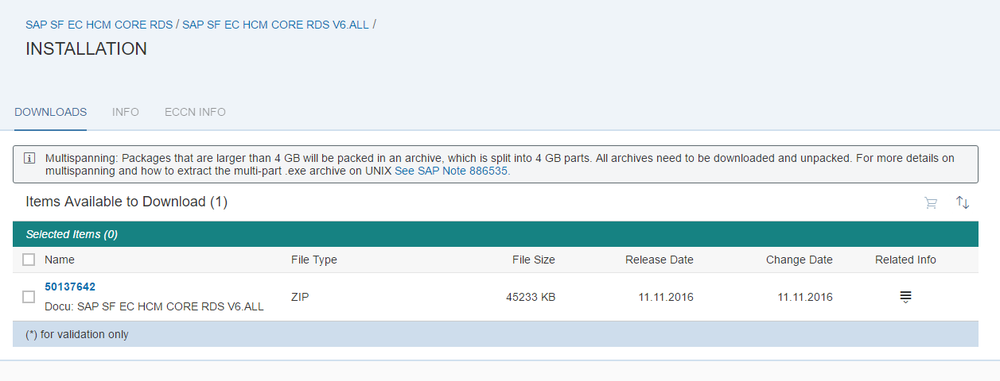 SAP SF EC HCM CORE RDS / SAP SF EC HCM CORE RDS V6.ALL /
INSTALLATION
DOWNLOADS INFO ECCN INFO
Multispanning: Packages that are larger than 4 GB will be packed in an archive, which is split into 4 GB parts. All archives need to be downloaded and unpacked. For more details on
multispanning and how to extract the multi-part .exe archive on UNIX See SAP Note 886535.
Items Available to Download (1)
Selected Items (0)
Name File Type File Size Release Date Change Date Related Info
50137642
Docu: SAP SF EC HCM CORE RDS V6.ALL
ZIP 45233 KB 11.11.2016 11.11.2016
(*) for validation only